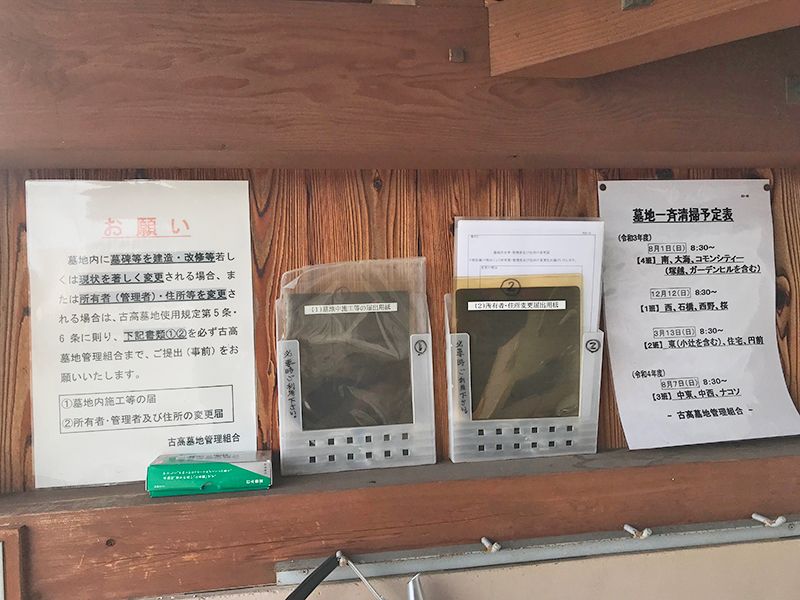 お願い
墓地内に墓碑等を建造・改修等若し
くは現状を著しく変更される場合、ま
たは所有者(管理者)・住所等を変更さ
れる場合は、古高墓地使用規定第5条・
6条に則り、下記書類①②を必ず古高
墓地管理組合まで、ご提出(事前)をお
願いいたします。
①墓地内施工等の届
②所有者・管理者及び住所の変更届
古高墓地管理組合
(1)墓地内施工等の届出用紙
①
(2)所有者・住所変更届出用紙
②
②
墓地一斉清掃予定表
(令和3年度)
8月1日(日) 8:30~
【4班】南、大海、コモンシティー
(塚越、ガーデンヒルを含む)
12月12(日) 8:30~
【1班】西、石橋、西野、桜
3月13日(日) 8:30~
【2班】東(小辻を含む)、住宅、円前
(令和4年度)
8月7日(日) 8:30~
【3班】中東、中西、ナコソ
- 古高墓地管理組合 -